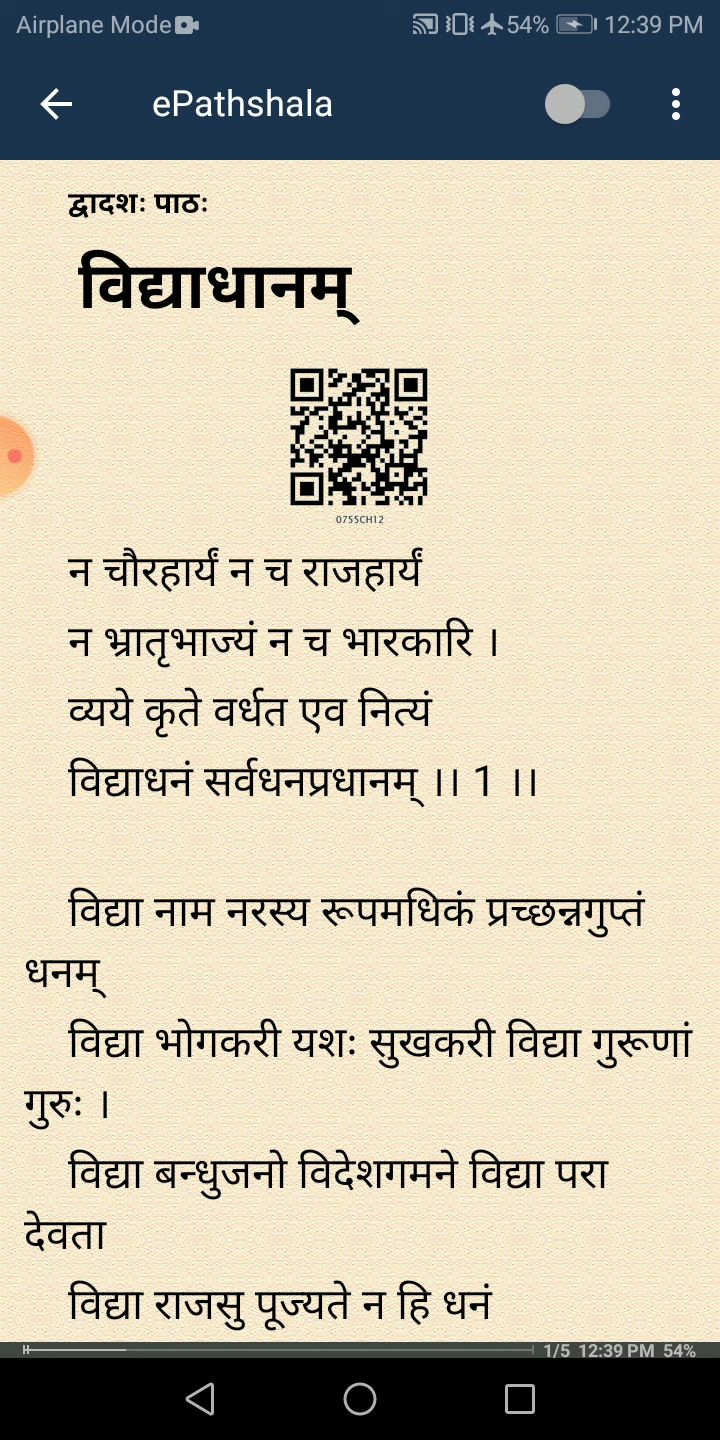 Airplane Mode 54% 12:39 PM
ePathshala
द्वादशः पाठः
विद्याधानम्
0755CH12
न चौरहार्यं न च राजहार्यं
न भ्रातृभाज्यं न च भारकारि ।
व्यये कृते वर्धत एव नित्यं
विद्याधनं सर्वधनप्रधानम् ।। 1 ।।
विद्या नाम नरस्य रूपमधिकं प्रच्छन्नगुप्तं
धनम्
विद्या भोगकरी यशः सुखकरी विद्या गुरूणां
गुरुः ।
विद्या बन्धुजनो विदेशगमने विद्या परा
देवता
विद्या राजसु पूज्यते न हि धनं
1/5 12:39 PM 54%